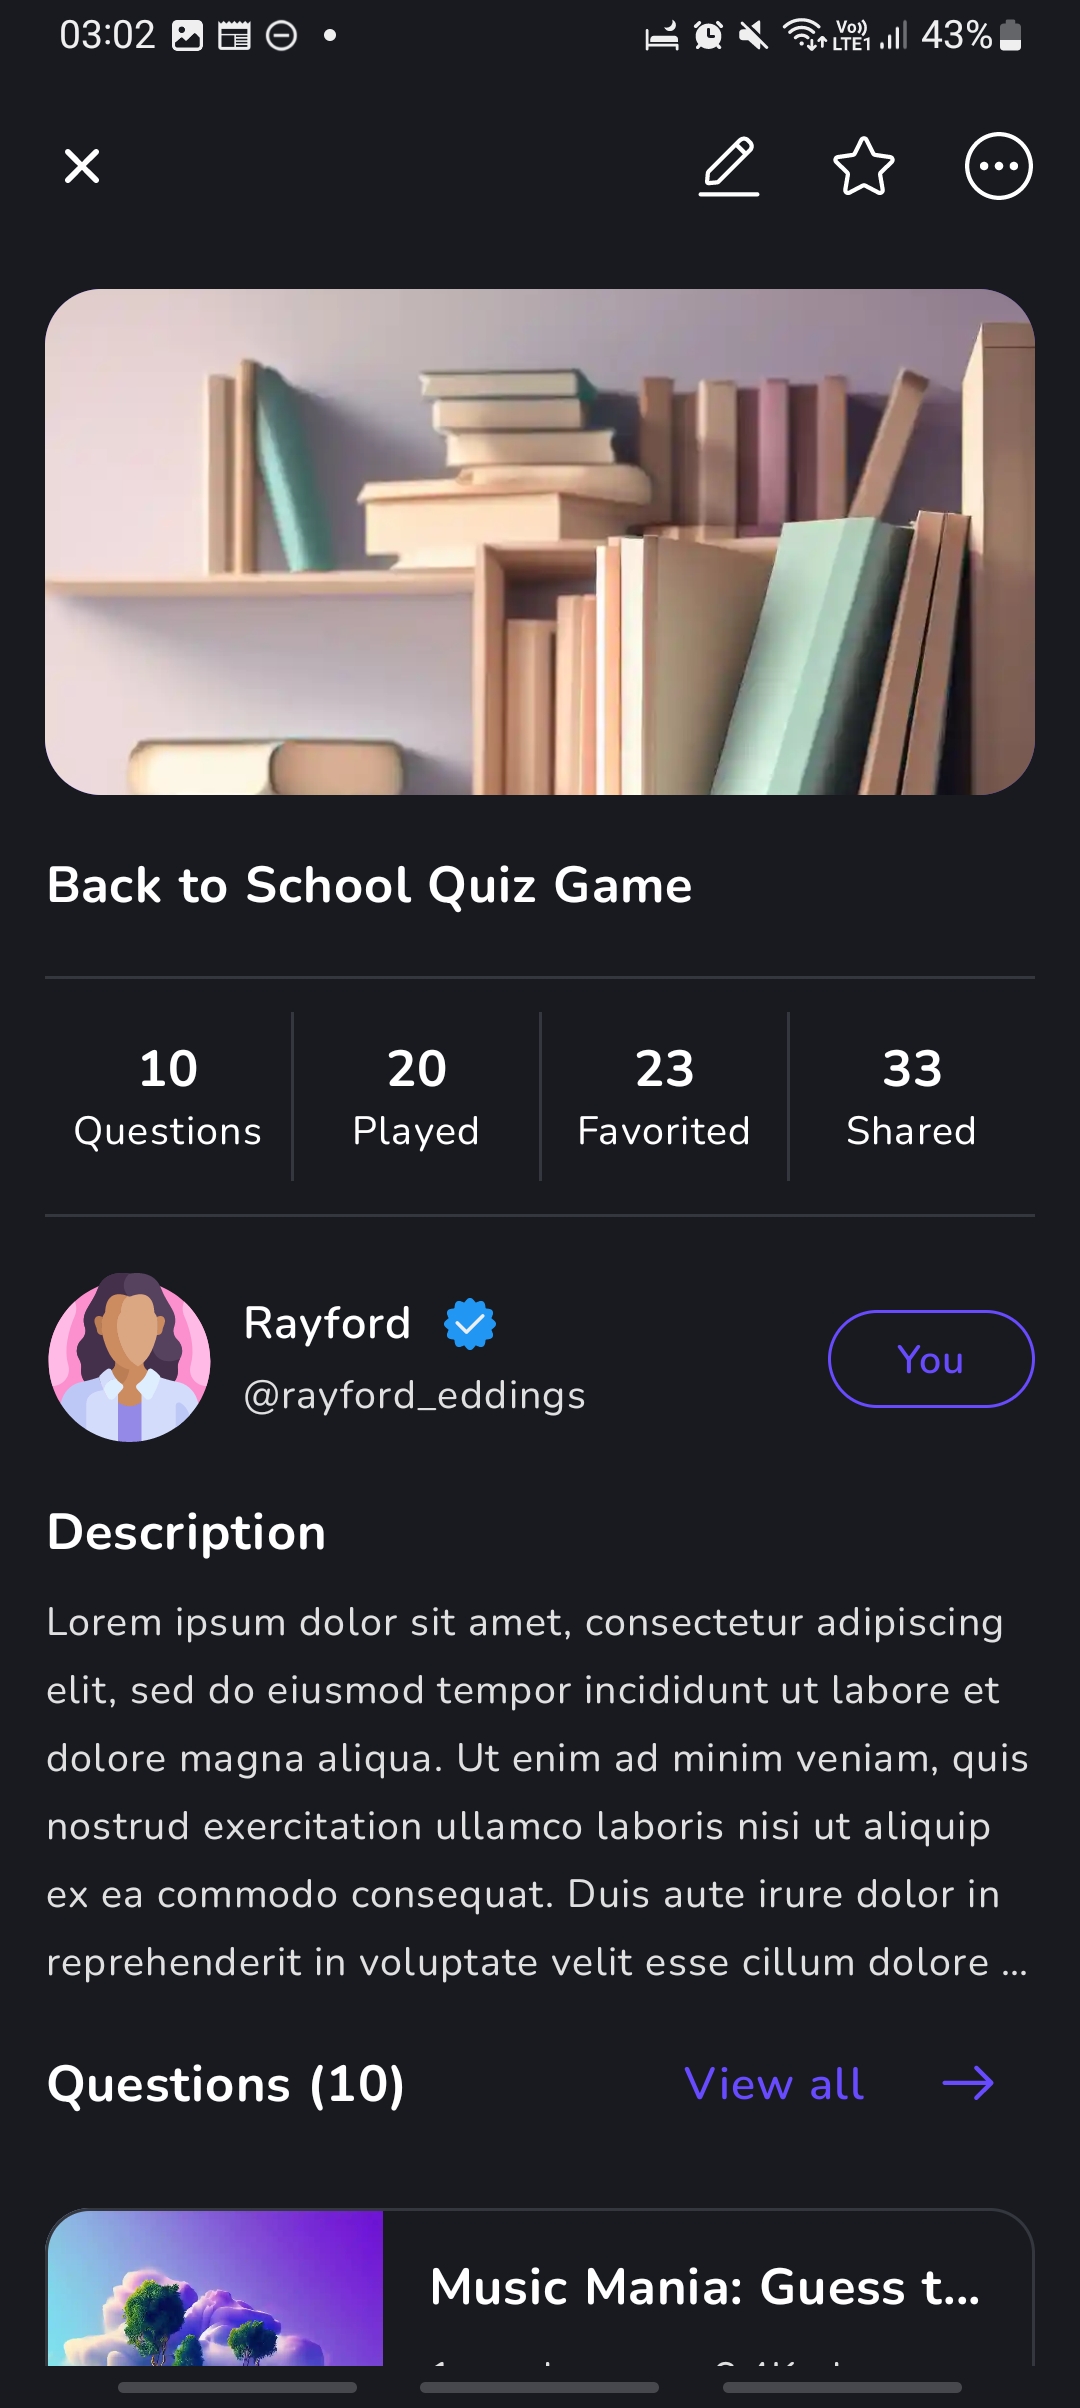 03:02
Vo)) LTE1 43%
Back to School Quiz Game
10 20 23 33
Questions Played Favorited Shared
Rayford
@rayford_eddings
You
Description
Lorem ipsum dolor sit amet, consectetur adipiscing
elit, sed do eiusmod tempor incididunt ut labore et
dolore magna aliqua. Ut enim ad minim veniam, quis
nostrud exercitation ullamco laboris nisi ut aliquip
ex ea commodo consequat. Duis aute irure dolor in
reprehenderit in voluptate velit esse cillum dolore ...
Questions (10)
View all
Music Mania: Guess t...